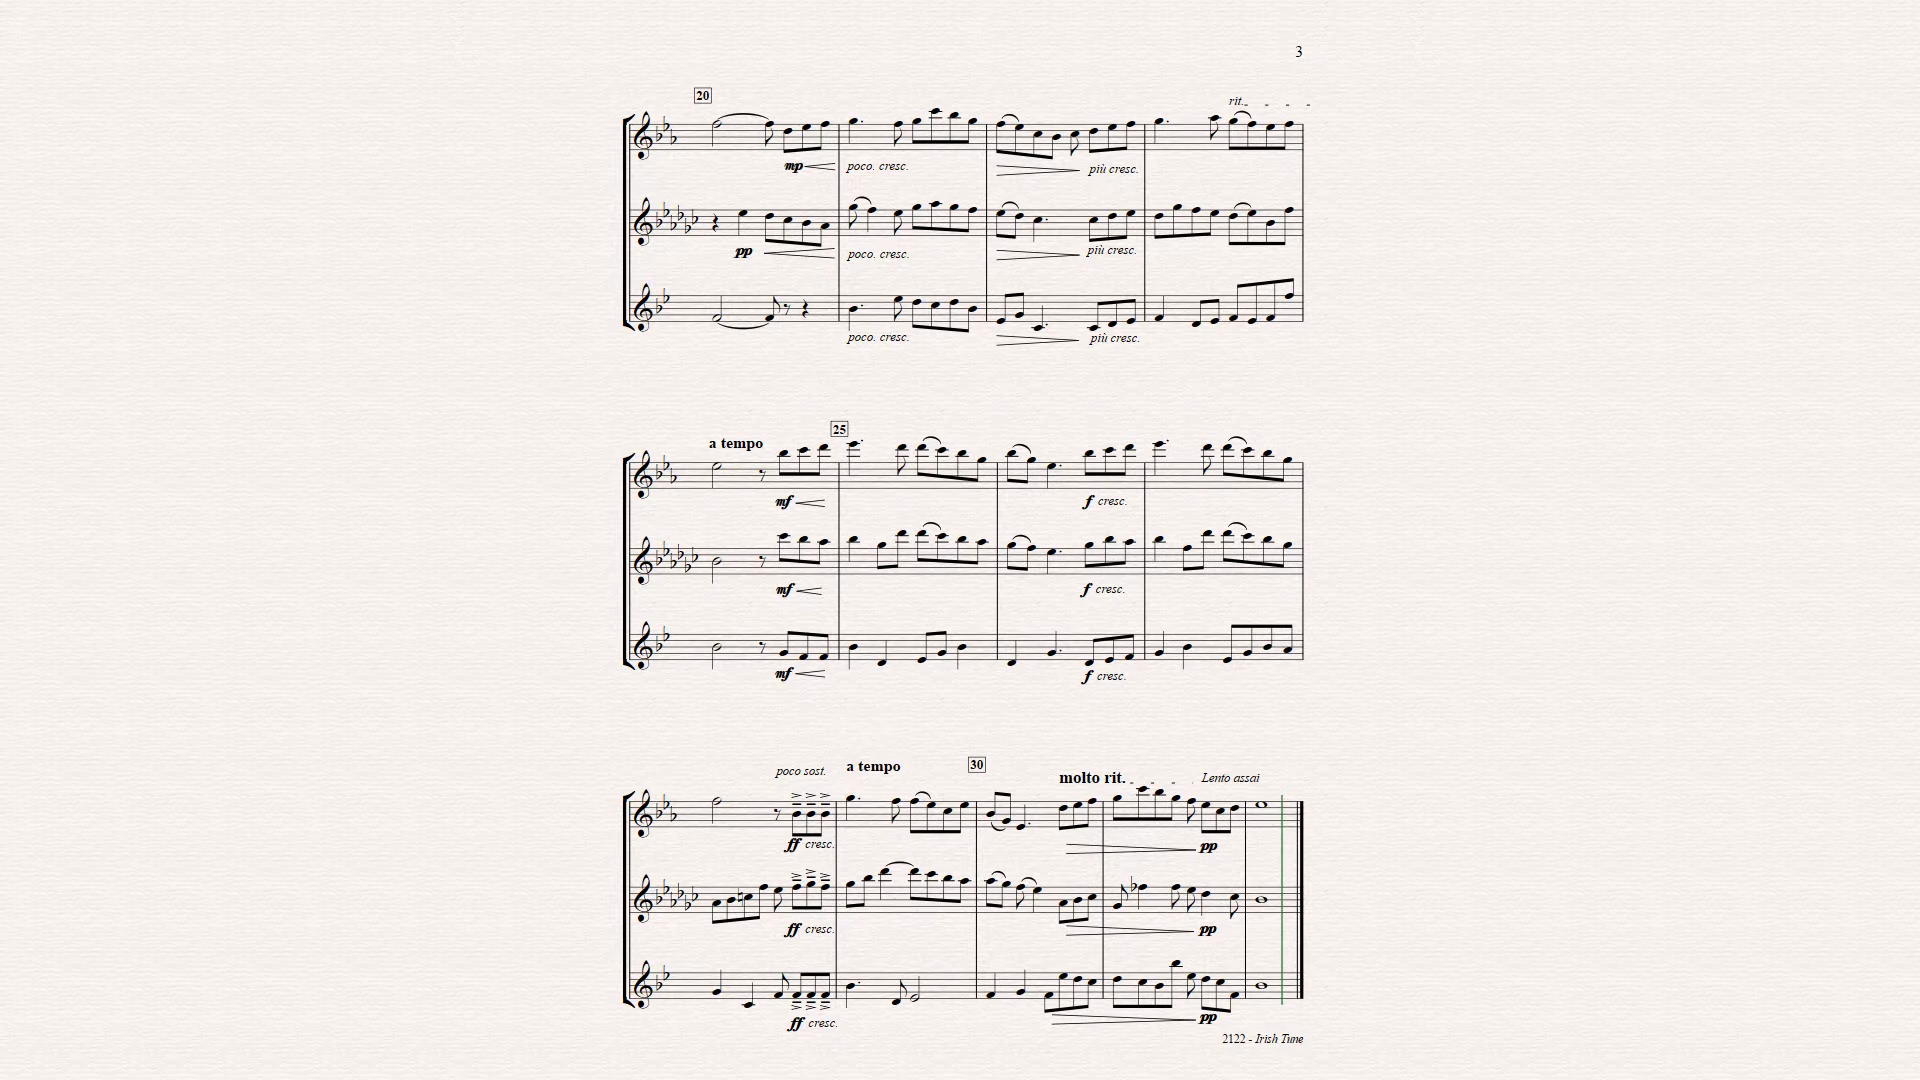 3
20
rit.
mp
poco. cresc.
più cresc.
pp
poco. cresc.
più cresc.
poco. cresc.
più cresc.
a tempo
25
mf
f cresc.
mf
f cresc.
mf
f cresc.
poco sost.
a tempo
30
molto rit.
Lento assai
ff cresc.
pp
ff cresc.
pp
ff cresc.
pp
2122 - Irish Tune